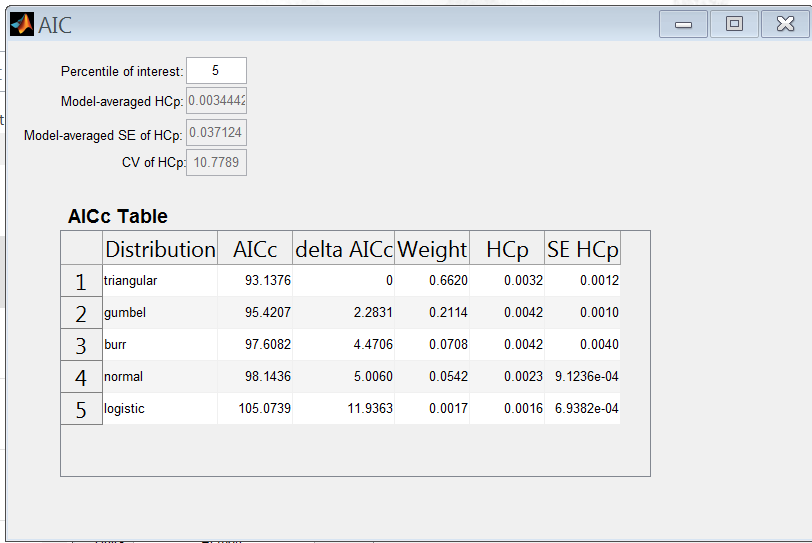 AIC
Percentile of interest: 5
Model-averaged HCp: 0.0034442
Model-averaged SE of HCp: 0.037124
CV of HCp: 10.7789
AICc Table
Distribution AICc delta AICc Weight HCp SE HCp
1 triangular 93.1376 0 0.6620 0.0032 0.0012
2 gumbel 95.4207 2.2831 0.2114 0.0042 0.0010
3 burr 97.6082 4.4706 0.0708 0.0042 0.0040
4 normal 98.1436 5.0060 0.0542 0.0023 9.1236e-04
5 logistic 105.0739 11.9363 0.0017 0.0016 6.9382e-04